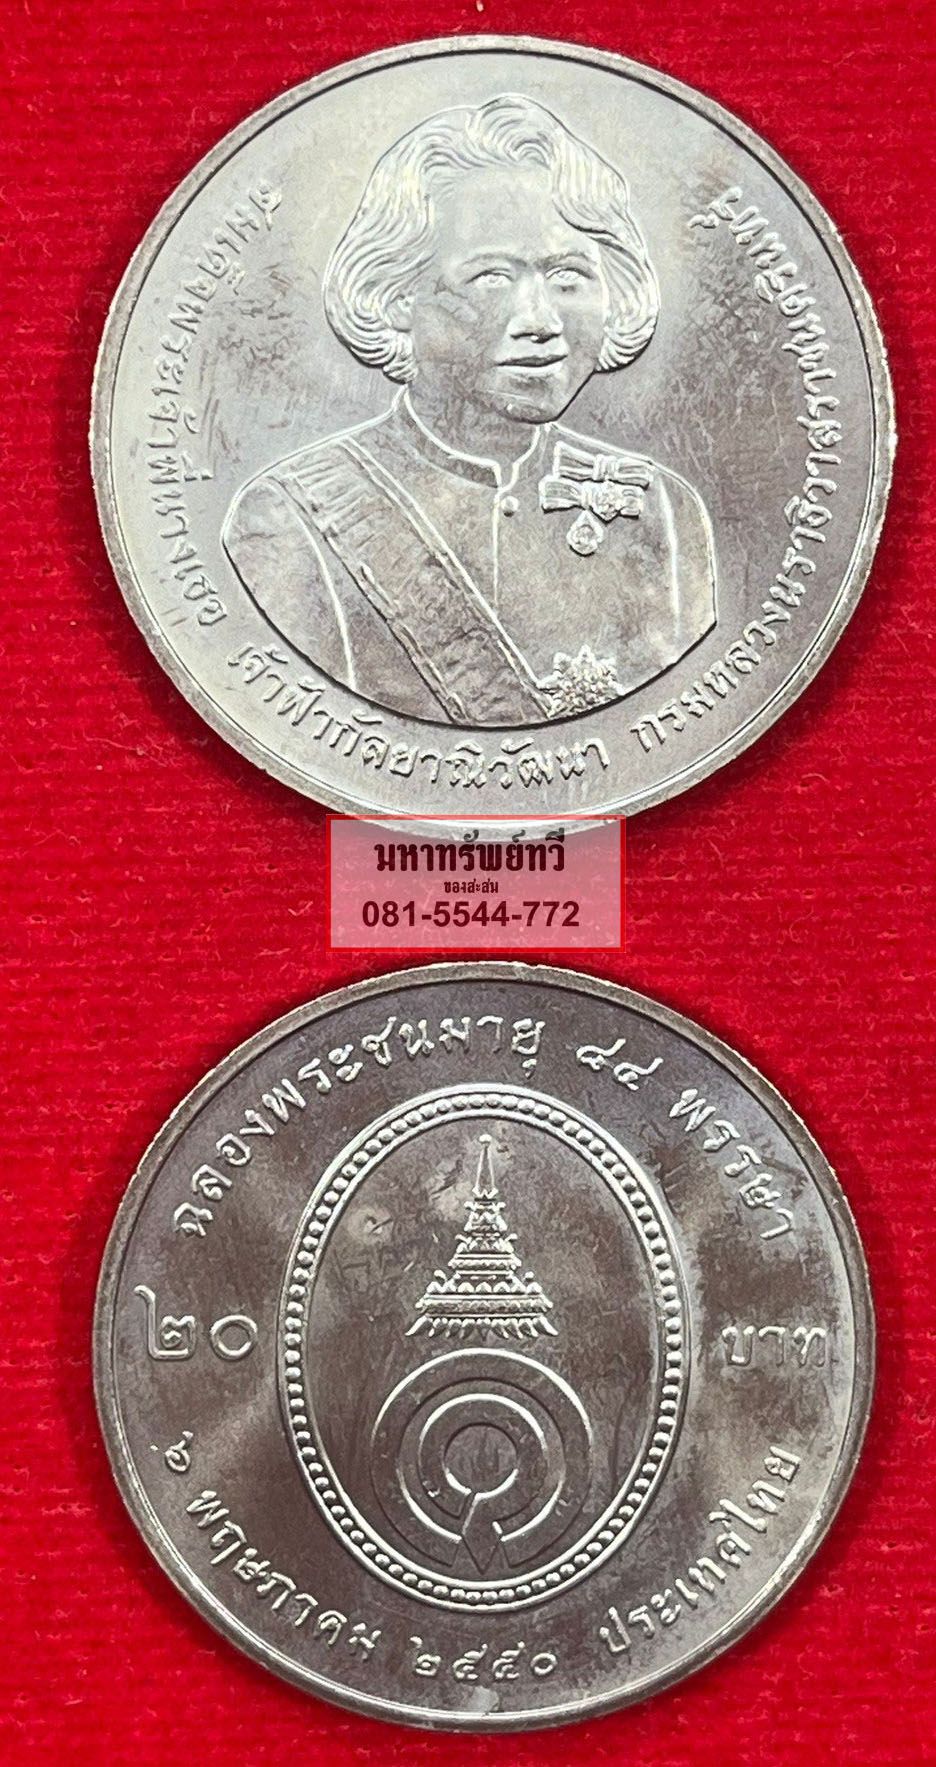 สมเด็จพระเจ้าพี่นางเธอ เจ้าฟ้ากัลยาณิวัฒนา กรมหลวงนราธิวาสราชนครินทร์
มหาทรัพย์ทวี
ของสะสม
081-5544-772
ฉลองพระชนมายุ ๘๔ พรรษา
๒๐
บาท
๖ พฤษภาคม ๒๕๕๐ ประเทศไทย